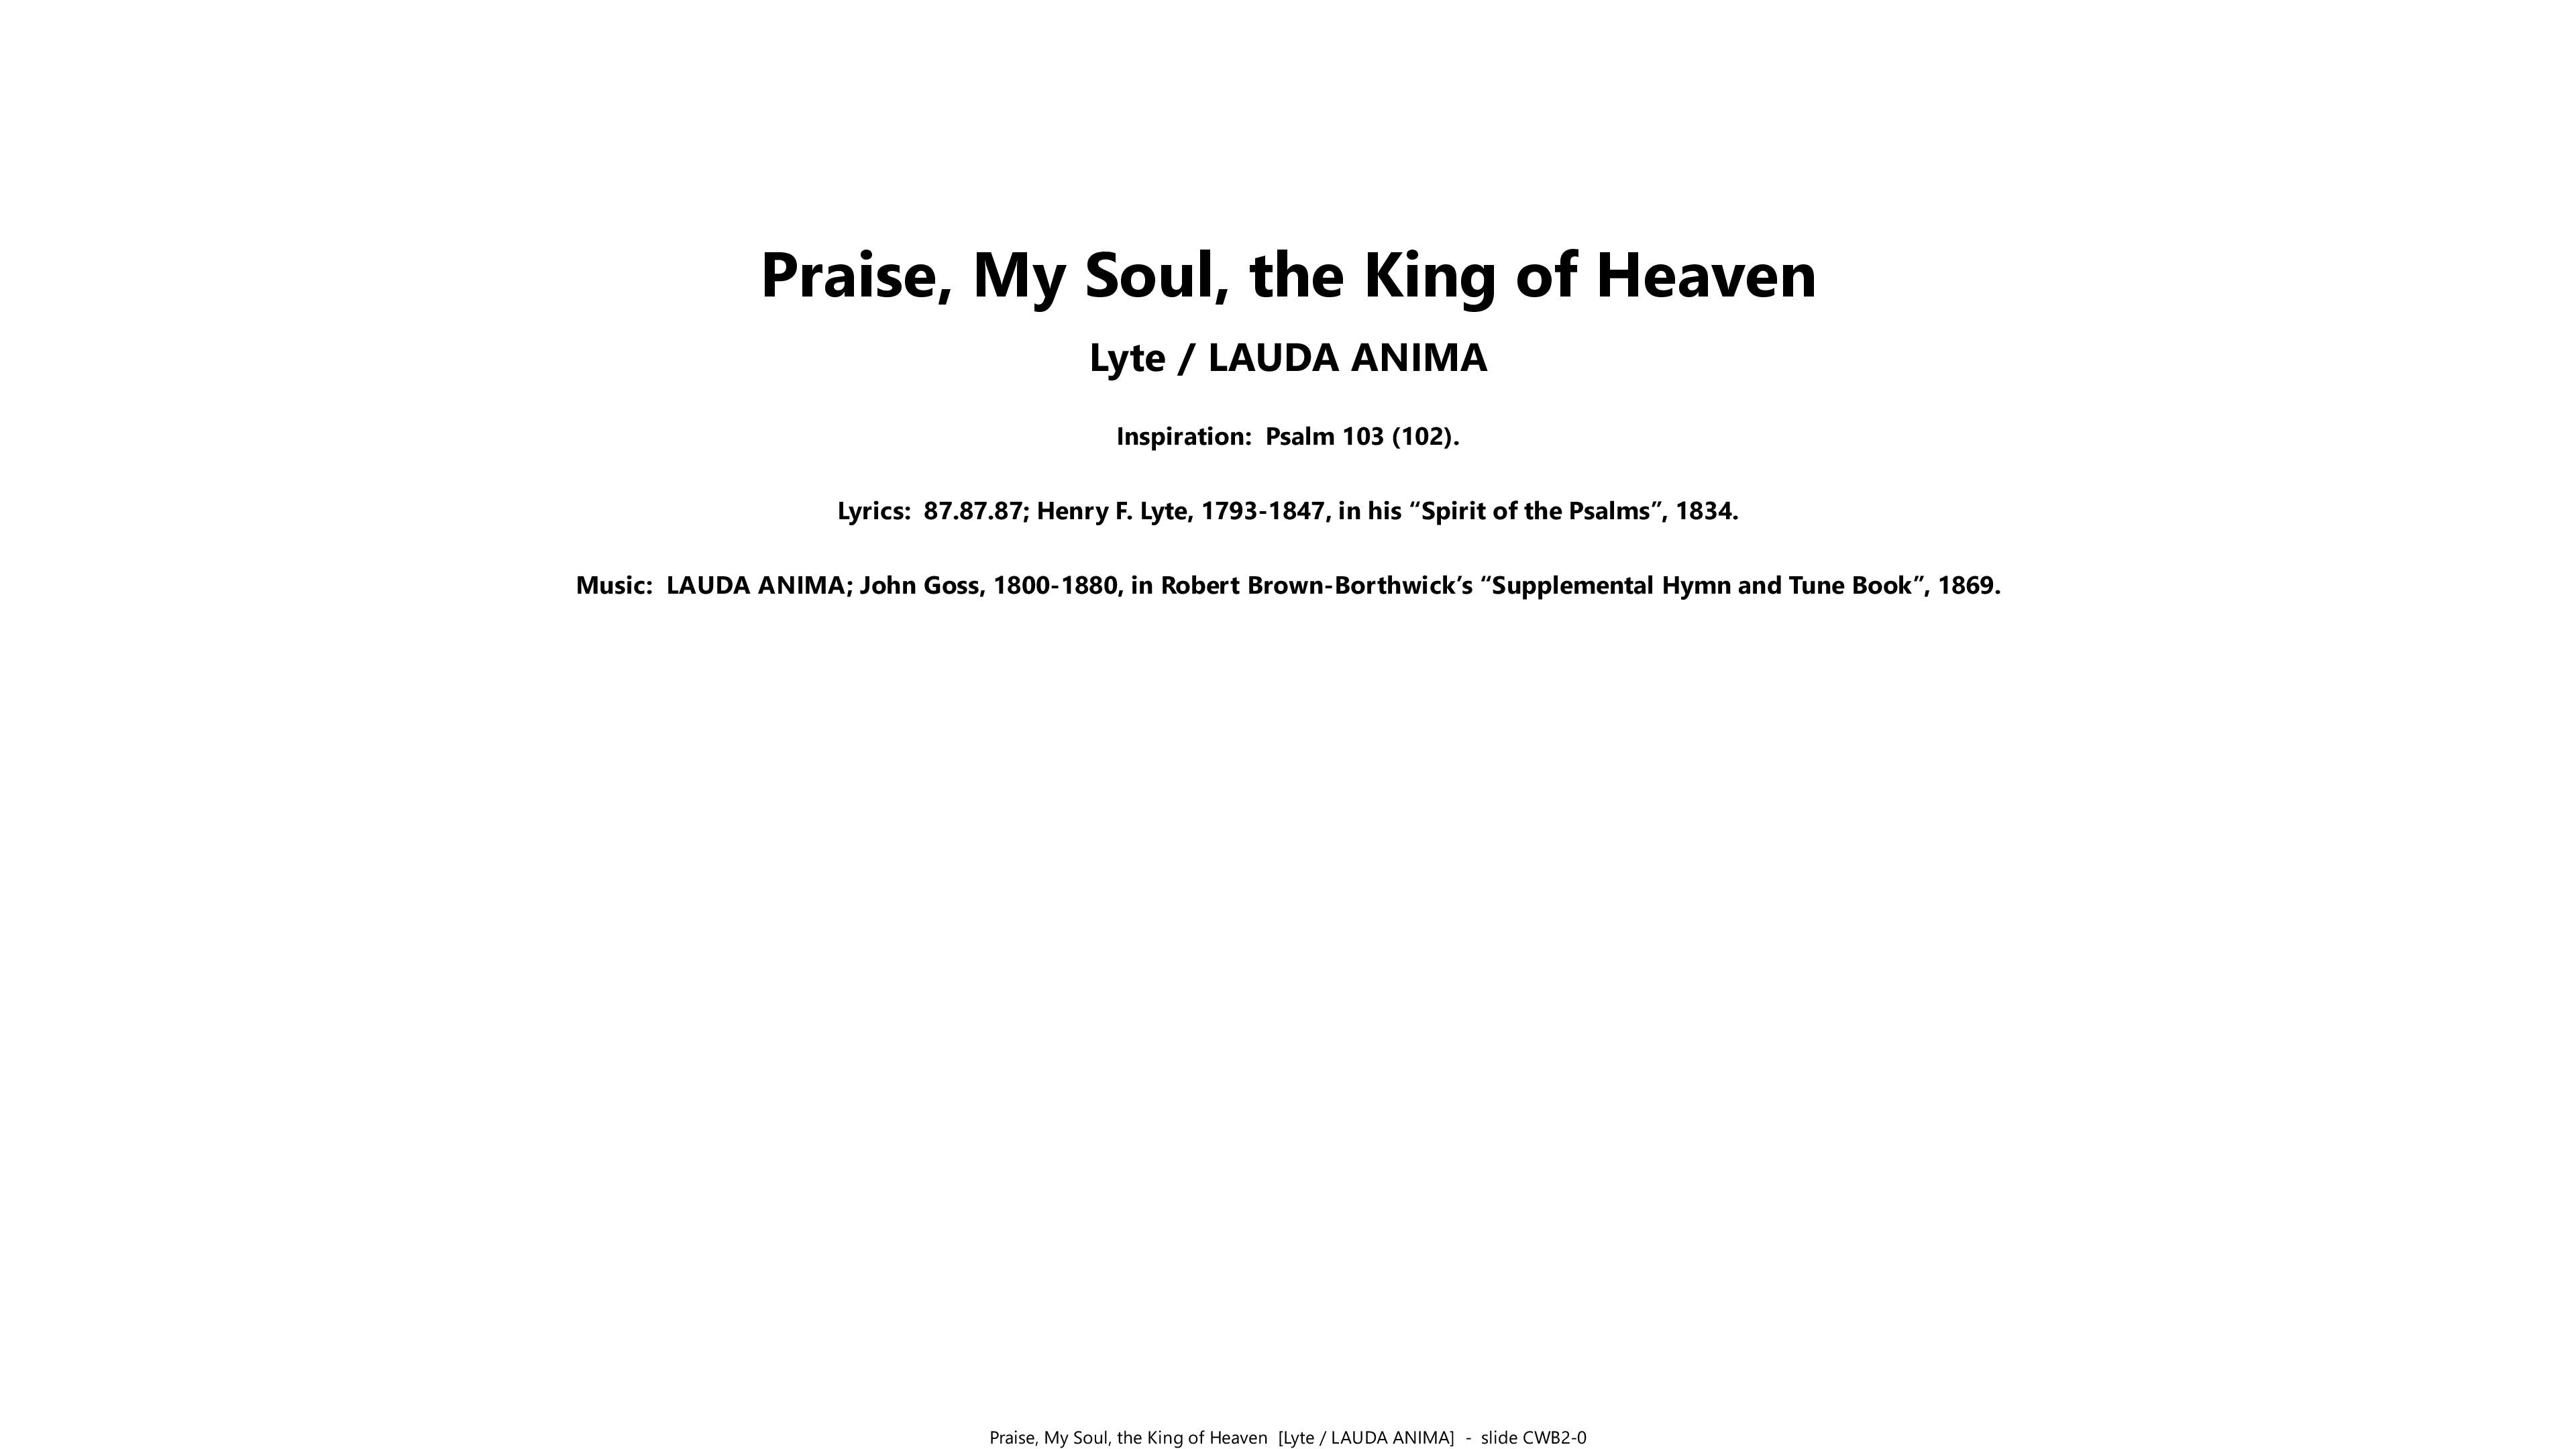 Praise, My Soul, the King of Heaven
Lyte / LAUDA ANIMA
Inspiration:  Psalm 103 (102).
Lyrics:  87.87.87; Henry F. Lyte, 1793-1847, in his “Spirit of the Psalms”, 1834.
Music:  LAUDA ANIMA; John Goss, 1800-1880, in Robert Brown-Borthwick’s “Supplemental Hymn and Tune Book”, 1869.
Praise, My Soul, the King of Heaven  [Lyte / LAUDA ANIMA]  -  slide CWB2-0